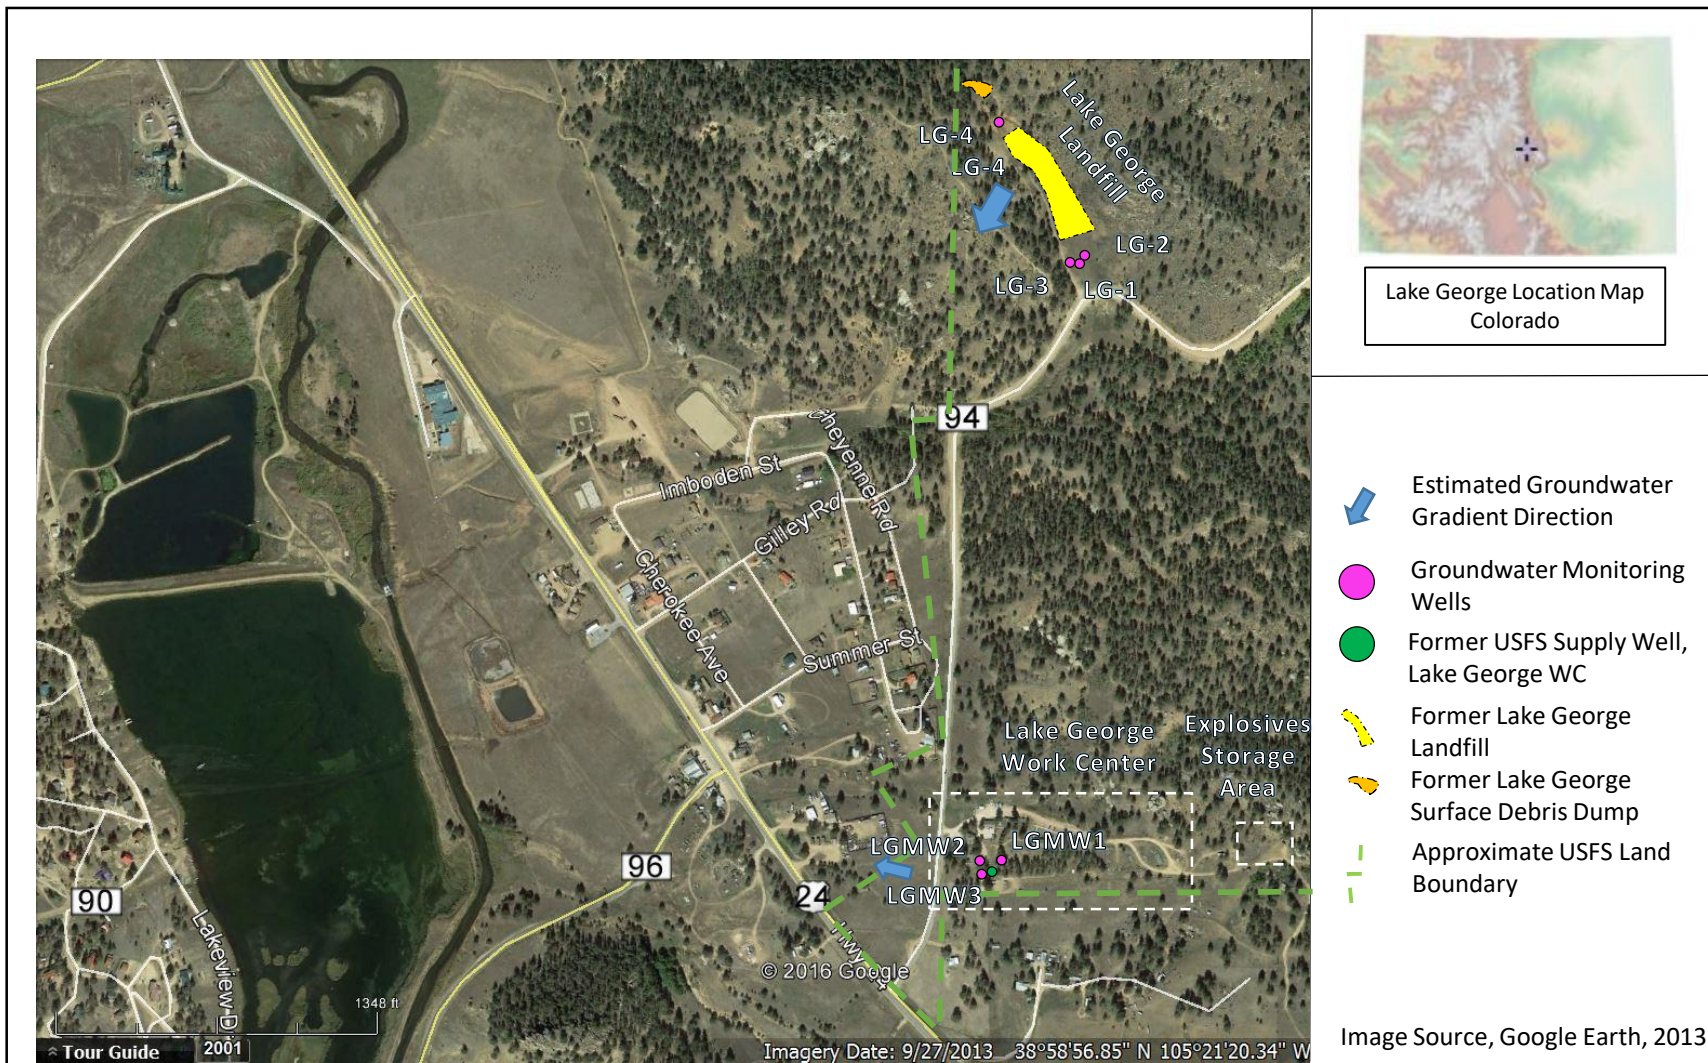 Lake George
Landfill
LG-4
LG-4
LG-2
LG-3
LG-1
94
Cheyenne Rd
Imboden St
Gilley Rd
Cherokee Ave
Summer St
Lake George
Work Center
Explosives
Storage
Area
LGMW2
LGMW1
LGMW3
96
24
90
Lakeview D
Hwy 24
© 2016 Google
1348 ft
Tour Guide
2001
Imagery Date: 9/27/2013 38°58'56.85" N 105°21'20.34" W
Lake George Location Map
Colorado
Estimated Groundwater
Gradient Direction
Groundwater Monitoring
Wells
Former USFS Supply Well,
Lake George WC
Former Lake George
Landfill
Former Lake George
Surface Debris Dump
Approximate USFS Land
Boundary
Image Source, Google Earth, 2013